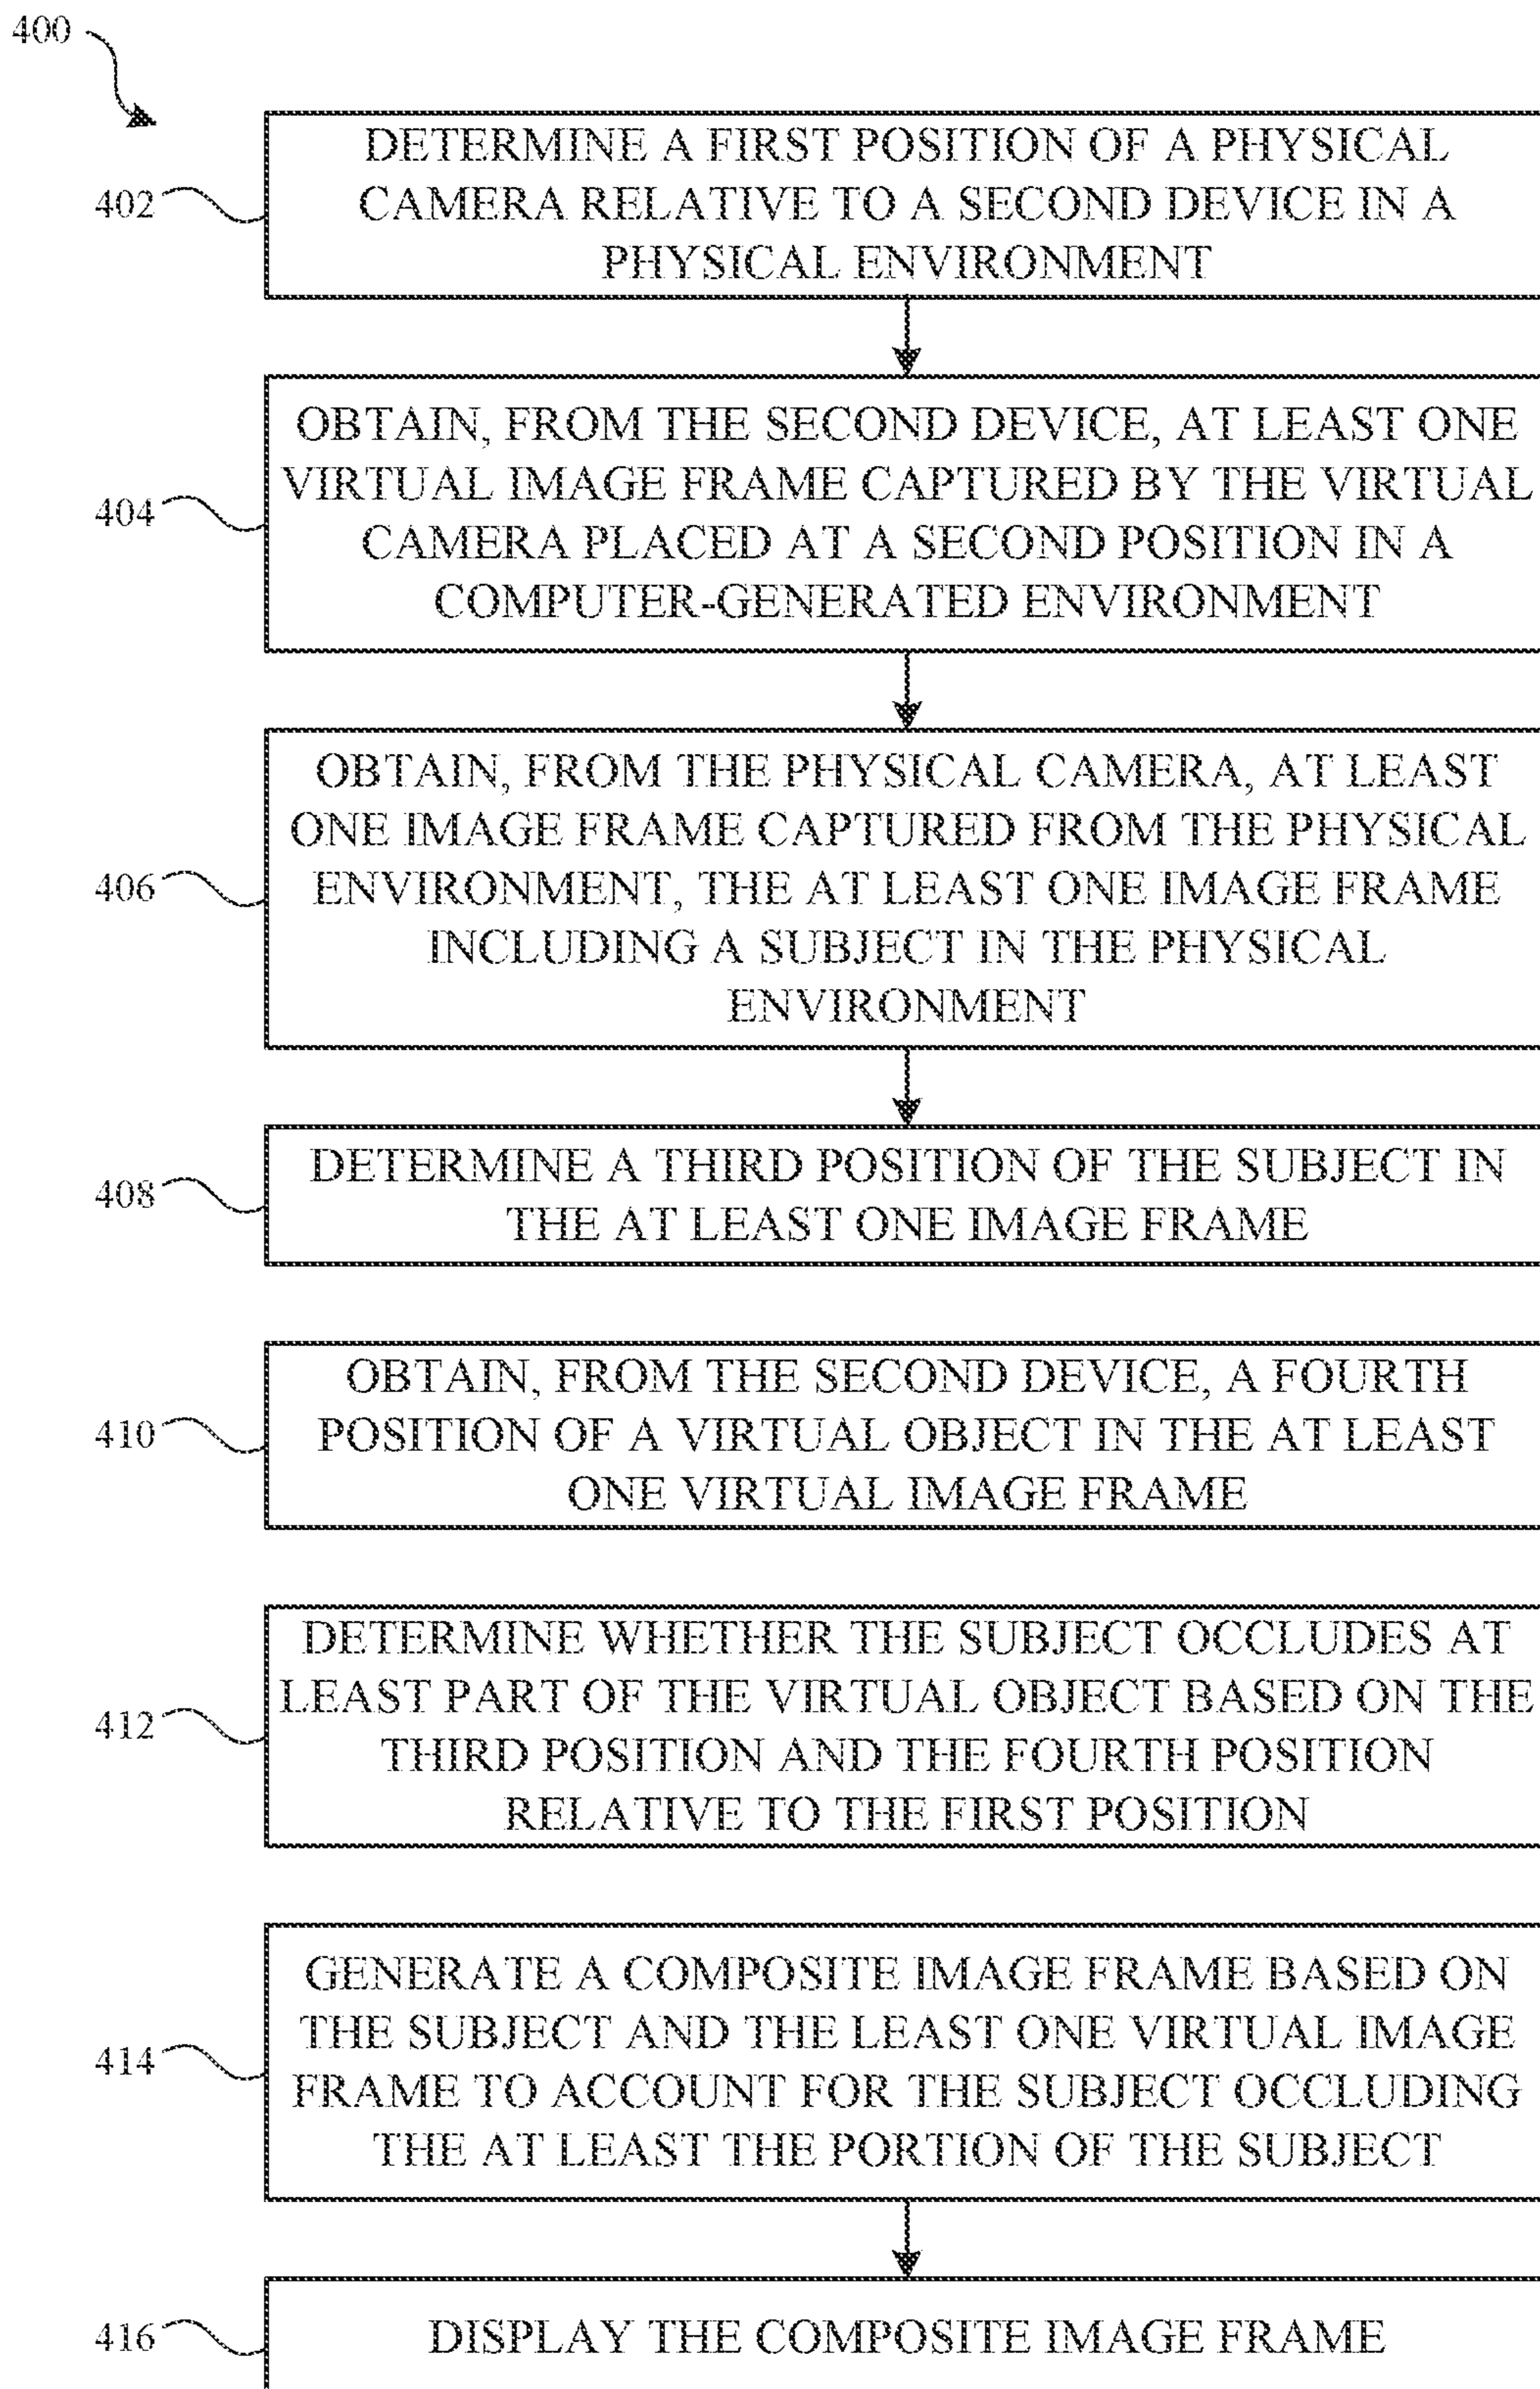 400
402
DETERMINE A FIRST POSITION OF A PHYSICAL
CAMERA RELATIVE TO A SECOND DEVICE IN A
PHYSICAL ENVIRONMENT
404
OBTAIN, FROM THE SECOND DEVICE, AT LEAST ONE
VIRTUAL IMAGE FRAME CAPTURED BY THE VIRTUAL
CAMERA PLACED AT A SECOND POSITION IN A
COMPUTER-GENERATED ENVIRONMENT
406
OBTAIN, FROM THE PHYSICAL CAMERA, AT LEAST
ONE IMAGE FRAME CAPTURED FROM THE PHYSICAL
ENVIRONMENT, THE AT LEAST ONE IMAGE FRAME
INCLUDING A SUBJECT IN THE PHYSICAL
ENVIRONMENT
408
DETERMINE A THIRD POSITION OF THE SUBJECT IN
THE AT LEAST ONE IMAGE FRAME
410
OBTAIN, FROM THE SECOND DEVICE, A FOURTH
POSITION OF A VIRTUAL OBJECT IN THE AT LEAST
ONE VIRTUAL IMAGE FRAME
412
DETERMINE WHETHER THE SUBJECT OCCLUDES AT
LEAST PART OF THE VIRTUAL OBJECT BASED ON THE
THIRD POSITION AND THE FOURTH POSITION
RELATIVE TO THE FIRST POSITION
414
GENERATE A COMPOSITE IMAGE FRAME BASED ON
THE SUBJECT AND THE LEAST ONE VIRTUAL IMAGE
FRAME TO ACCOUNT FOR THE SUBJECT OCCLUDING
THE AT LEAST THE PORTION OF THE SUBJECT
416
DISPLAY THE COMPOSITE IMAGE FRAME